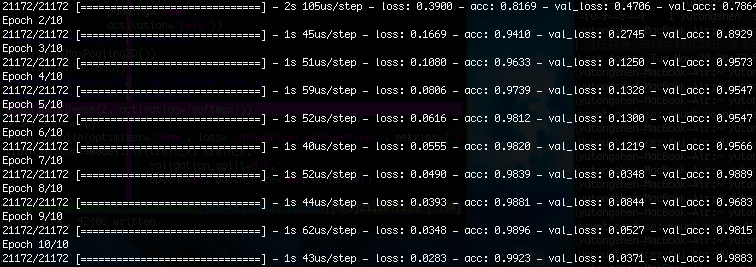 21172/21172 [==============================] - 2s 105us/step - loss: 0.3900 - acc: 0.8169 - val_loss: 0.4706 - val_acc: 0.786
Epoch 2/10
21172/21172 [==============================] - 1s 45us/step - loss: 0.1669 - acc: 0.9410 - val_loss: 0.2745 - val_acc: 0.8929
Epoch 3/10
21172/21172 [==============================] - 1s 51us/step - loss: 0.1080 - acc: 0.9633 - val_loss: 0.1250 - val_acc: 0.9573
Epoch 4/10
21172/21172 [==============================] - 1s 59us/step - loss: 0.0806 - acc: 0.9739 - val_loss: 0.1328 - val_acc: 0.9547
Epoch 5/10
21172/21172 [==============================] - 1s 52us/step - loss: 0.0616 - acc: 0.9812 - val_loss: 0.1300 - val_acc: 0.9547
Epoch 6/10
21172/21172 [==============================] - 1s 40us/step - loss: 0.0555 - acc: 0.9820 - val_loss: 0.1219 - val_acc: 0.9566
Epoch 7/10
21172/21172 [==============================] - 1s 52us/step - loss: 0.0490 - acc: 0.9839 - val_loss: 0.0348 - val_acc: 0.9889
Epoch 8/10
21172/21172 [==============================] - 1s 44us/step - loss: 0.0393 - acc: 0.9881 - val_loss: 0.0844 - val_acc: 0.9663
Epoch 9/10
21172/21172 [==============================] - 1s 62us/step - loss: 0.0348 - acc: 0.9896 - val_loss: 0.0527 - val_acc: 0.9815
Epoch 10/10
21172/21172 [==============================] - 1s 43us/step - loss: 0.0283 - acc: 0.9923 - val_loss: 0.0371 - val_acc: 0.9883